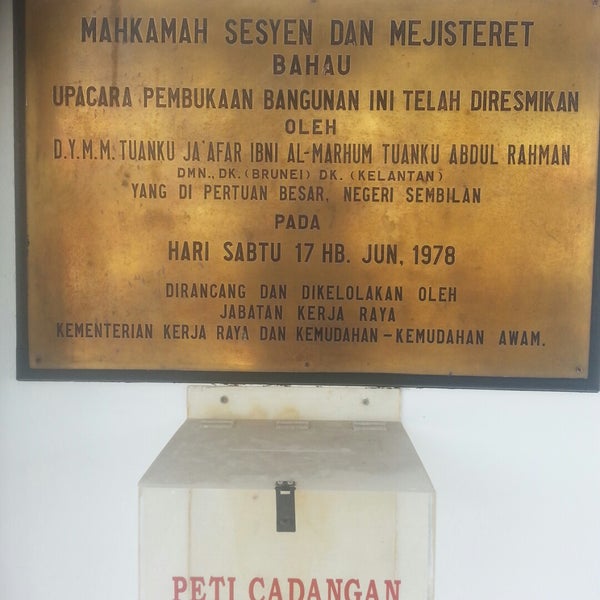 MAHKAMAH SESYEN DAN MEJISTERET
BAHAU
UPACARA PEMBUKAAN BANGUNAN INI TELAH DIRESMIKAN
OLEH
D.Y.M.M. TUANKU JA'AFAR IBNI AL-MARHUM TUANKU ABDUL RAHMAN
DMN., DK. (BRUNEI) DK. (KELANTAN)
YANG DI PERTUAN BESAR, NEGERI SEMBILAN
PADA
HARI SABTU 17 HB. JUN, 1978
DIRANCANG DAN DIKELOLAKAN OLEH
JABATAN KERJA RAYA
KEMENTERIAN KERJA RAYA DAN KEMUDAHAN-KEMUDAHAN AWAM.
PETI CADANGAN